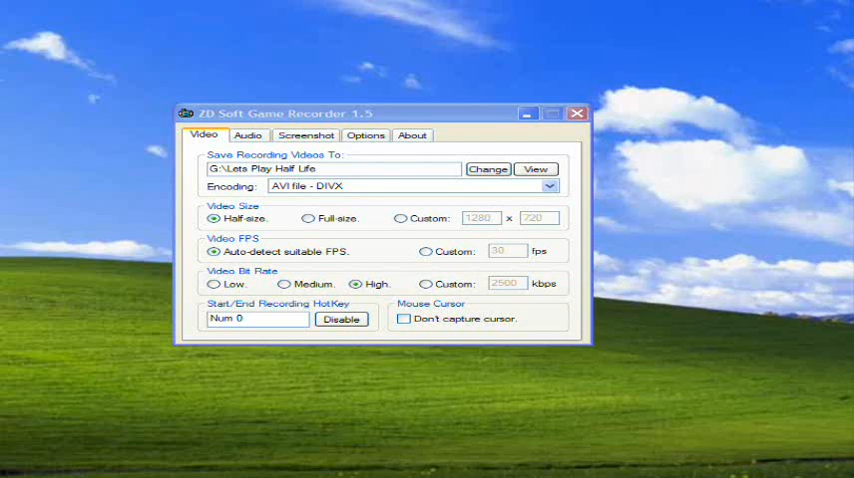 ZD Soft Game Recorder 1.5
Video Audio Screenshot Options About
Save Recording Videos To:
G:\Lets Play Half Life Change View
Encoding: AVI file - DIVX
Video Size
Half-size. Full-size. Custom: 1280 x 720
Video FPS
Auto-detect suitable FPS. Custom: 30 fps
Video Bit Rate
Low. Medium. High. Custom: 2500 kbps
Start/End Recording HotKey Mouse Cursor
Num 0 Disable Don't capture cursor.